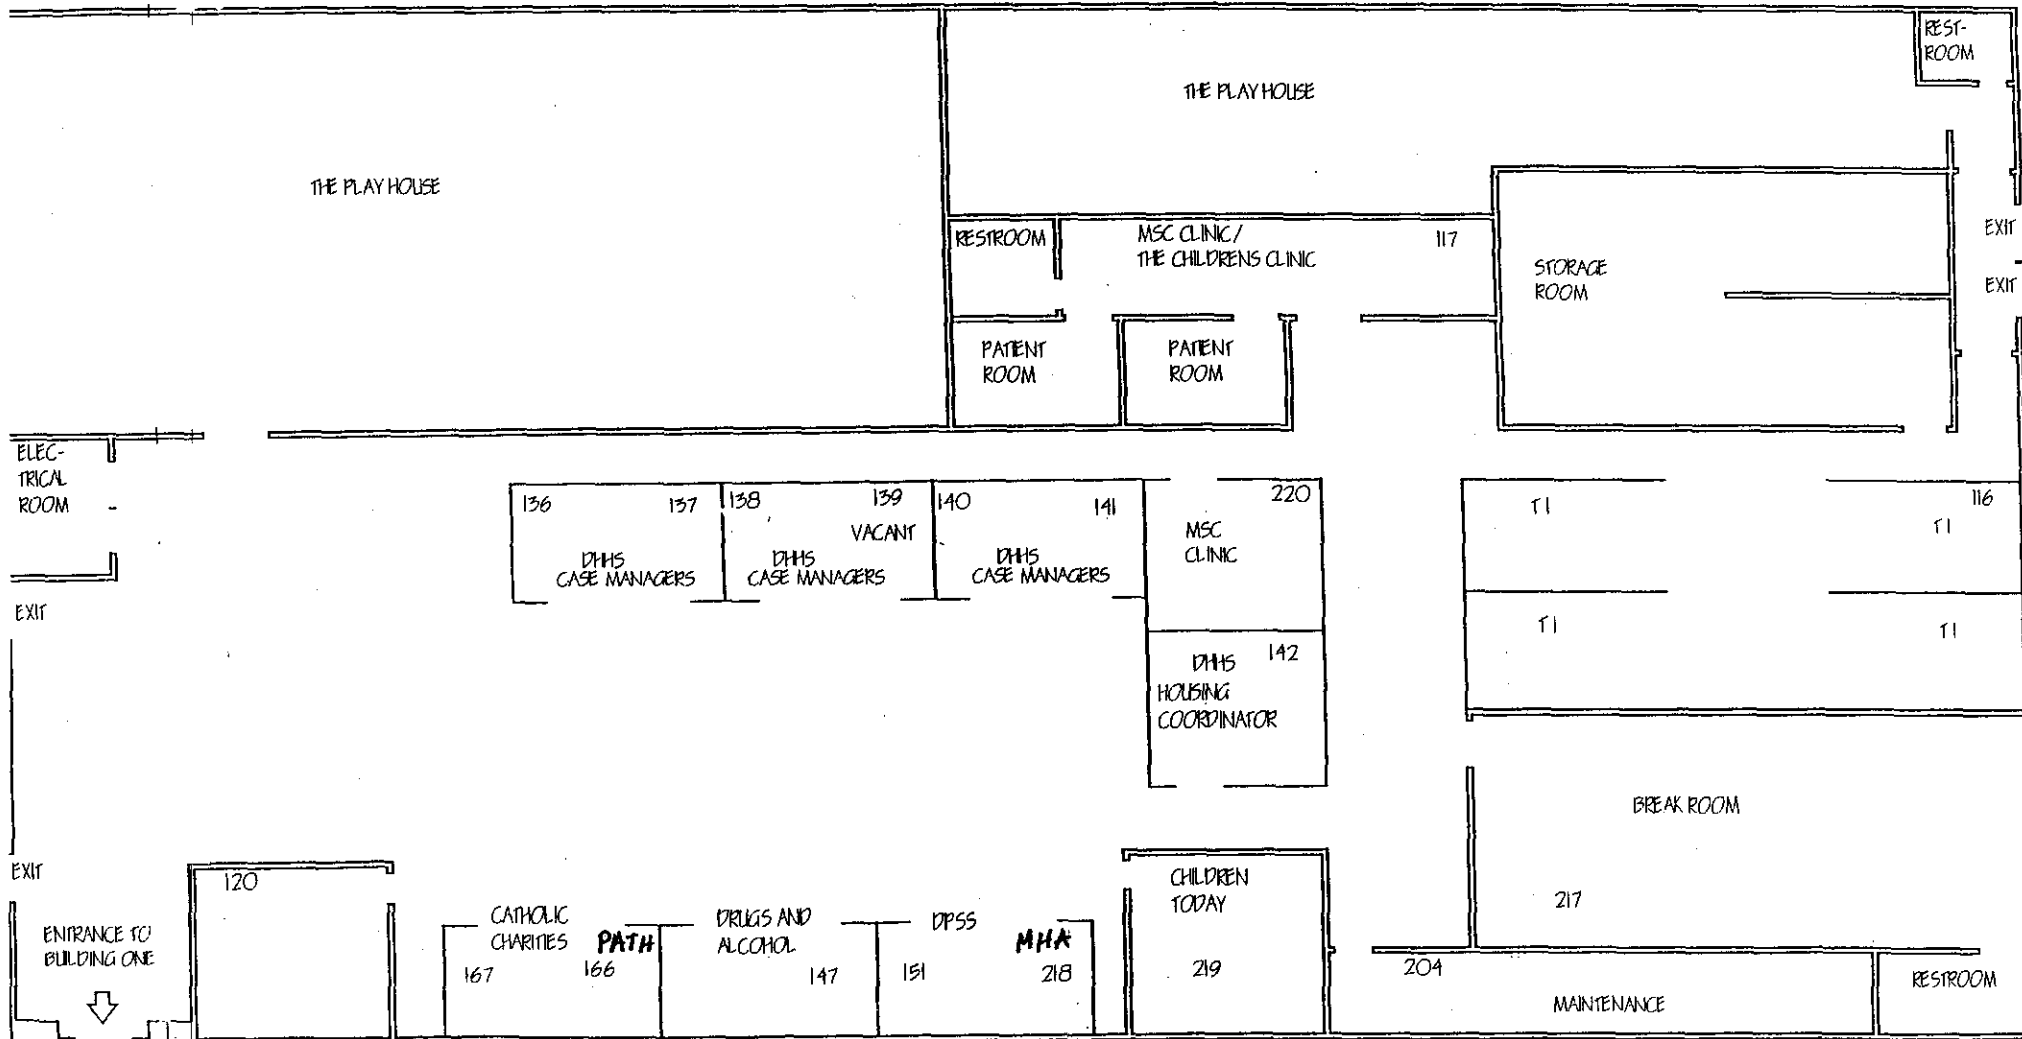 REST-
ROOM
THE PLAY HOUSE
THE PLAY HOUSE
RESTROOM
MSC CLINIC/
THE CHILDRENS CLINIC
117
STORAGE
ROOM
EXIT
EXIT
PATIENT
ROOM
PATIENT
ROOM
ELEC-
TRICAL
ROOM
136
137
138
139
VACANT
140
141
220
DHHS
CASE MANAGERS
DHHS
CASE MANAGERS
DHHS
CASE MANAGERS
MSC
CLINIC
T1
T1
116
T1
T1
EXIT
DHHS 142
HOUSING
COORDINATOR
BREAK ROOM
217
EXIT
120
ENTRANCE TO
BUILDING ONE
CATHOLIC
CHARITIES
PATH
167
166
DRUGS AND
ALCOHOL
147
DPSS
MHA
151
218
CHILDREN
TODAY
219
204
MAINTENANCE
RESTROOM